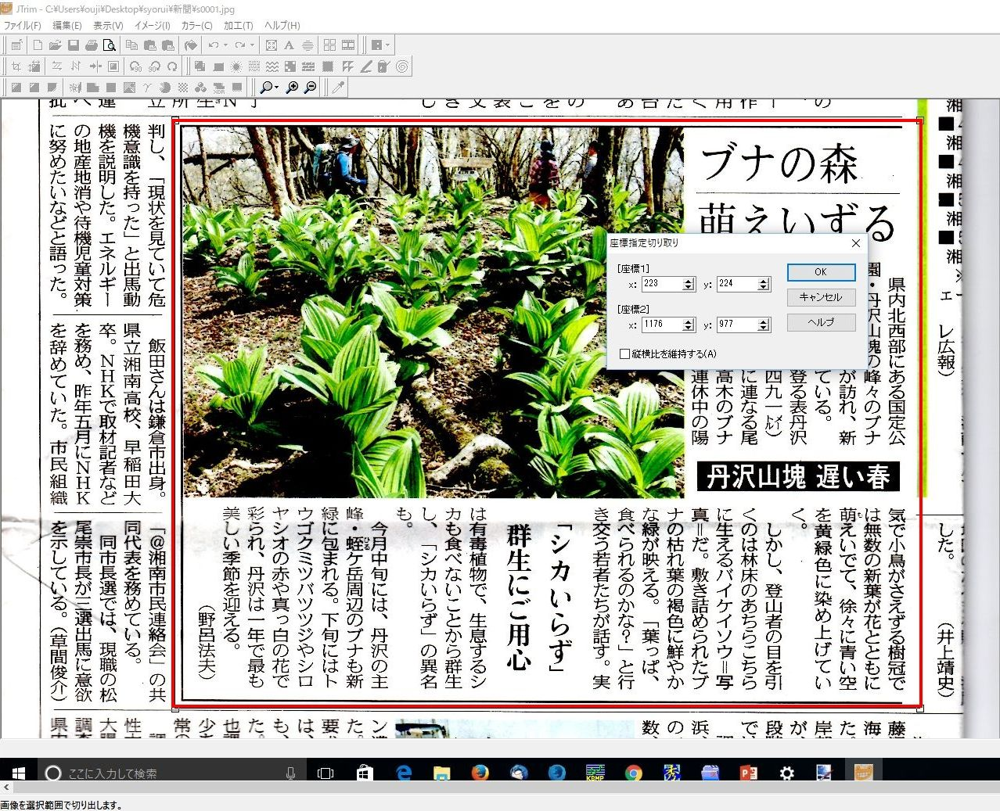 JTrim - C:¥Users¥ouji¥Desktop¥syorui¥新聞¥s0001.jpg
ファイル(F) 編集(E) 表示(V) イメージ(I) カラー(C) 加工(T) ヘルプ(H)
ブナの森
萌えいずる
座標指定切り取り
[座標1]
x: 223 y: 224
[座標2]
x: 1176 y: 977
縦横比を維持する(A)
OK
キャンセル
ヘルプ
県内北西部にある国定公
園・丹沢山塊の峰々のブナ
が訪れ、新
ている。
登る表丹沢
四九一㍍）
に連なる尾
高木のブナ
連休中の陽
丹沢山塊 遅い春
気で小鳥がさえずる樹冠で
は無数の新葉が花とともに
萌えいでて、徐々に青い空
を黄緑色に染め上げてい
く。
しかし、登山者の目を引
くのは林床のあちらこちら
に生えるバイケイソウ＝写
真＝だ。敷き詰められたブ
ナの枯れ葉の褐色に鮮やか
な緑が映える。「葉っぱ、
食べられるのかな？」と行
き交う若者たちが話す。実
「シカいらず」
群生にご用心
は有毒植物で、生息するシ
カも食べないことから群生
し、「シカいらず」の異名
も。
今月中旬には、丹沢の主
峰・蛭ケ岳周辺のブナも新
緑に包まれる。下旬にはト
ウゴクミツバツツジやシロ
ヤシオの赤や真っ白の花で
彩られ、丹沢は一年で最も
美しい季節を迎える。
（野呂法夫）
判し、「現状を見ていて危
機意識を持った」と出馬動
機を説明した。エネルギー
の地産地消や待機児童対策
に努めたいなどと語った。
飯田さんは鎌倉市出身。
県立湘南高校、早稲田大
卒。ＮＨＫで取材記者など
を務め、昨年五月にＮＨＫ
を辞めていた。市民組織
「＠湘南市民連絡会」の共
同代表を務めている。
同市長選では、現職の松
尾崇市長が三選出馬に意欲
を示している。（草間俊介）
レ広報）
した。
（井上靖史）
ここに入力して検索
画像を選択範囲で切り出します。